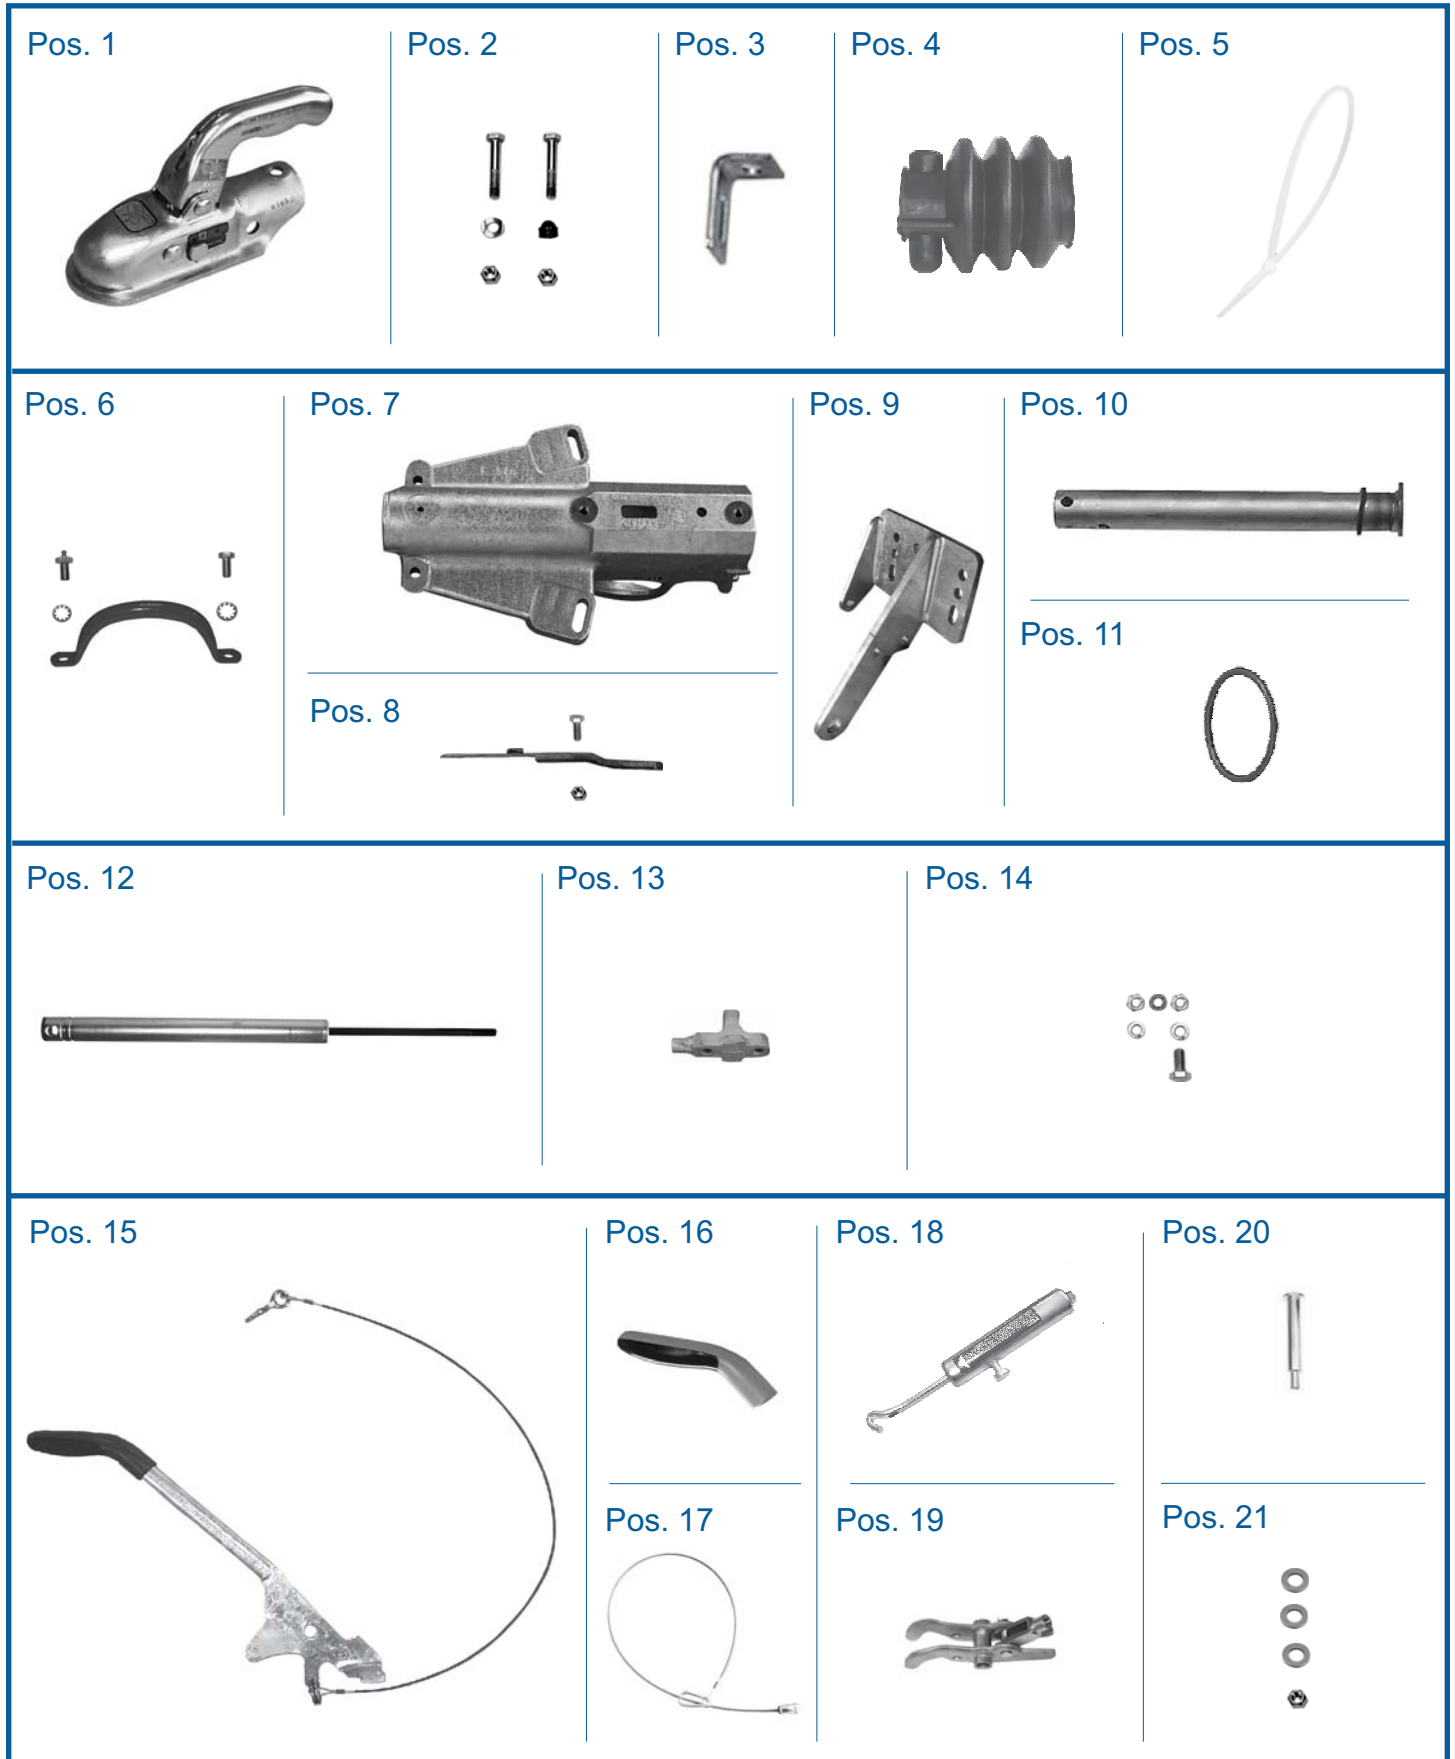 Pos. 1
Pos. 2
Pos. 3
Pos. 4
Pos. 5
Pos. 6
Pos. 7
Pos. 8
Pos. 9
Pos. 10
Pos. 11
Pos. 12
Pos. 13
Pos. 14
Pos. 15
Pos. 16
Pos. 17
Pos. 18
Pos. 19
Pos. 20
Pos. 21